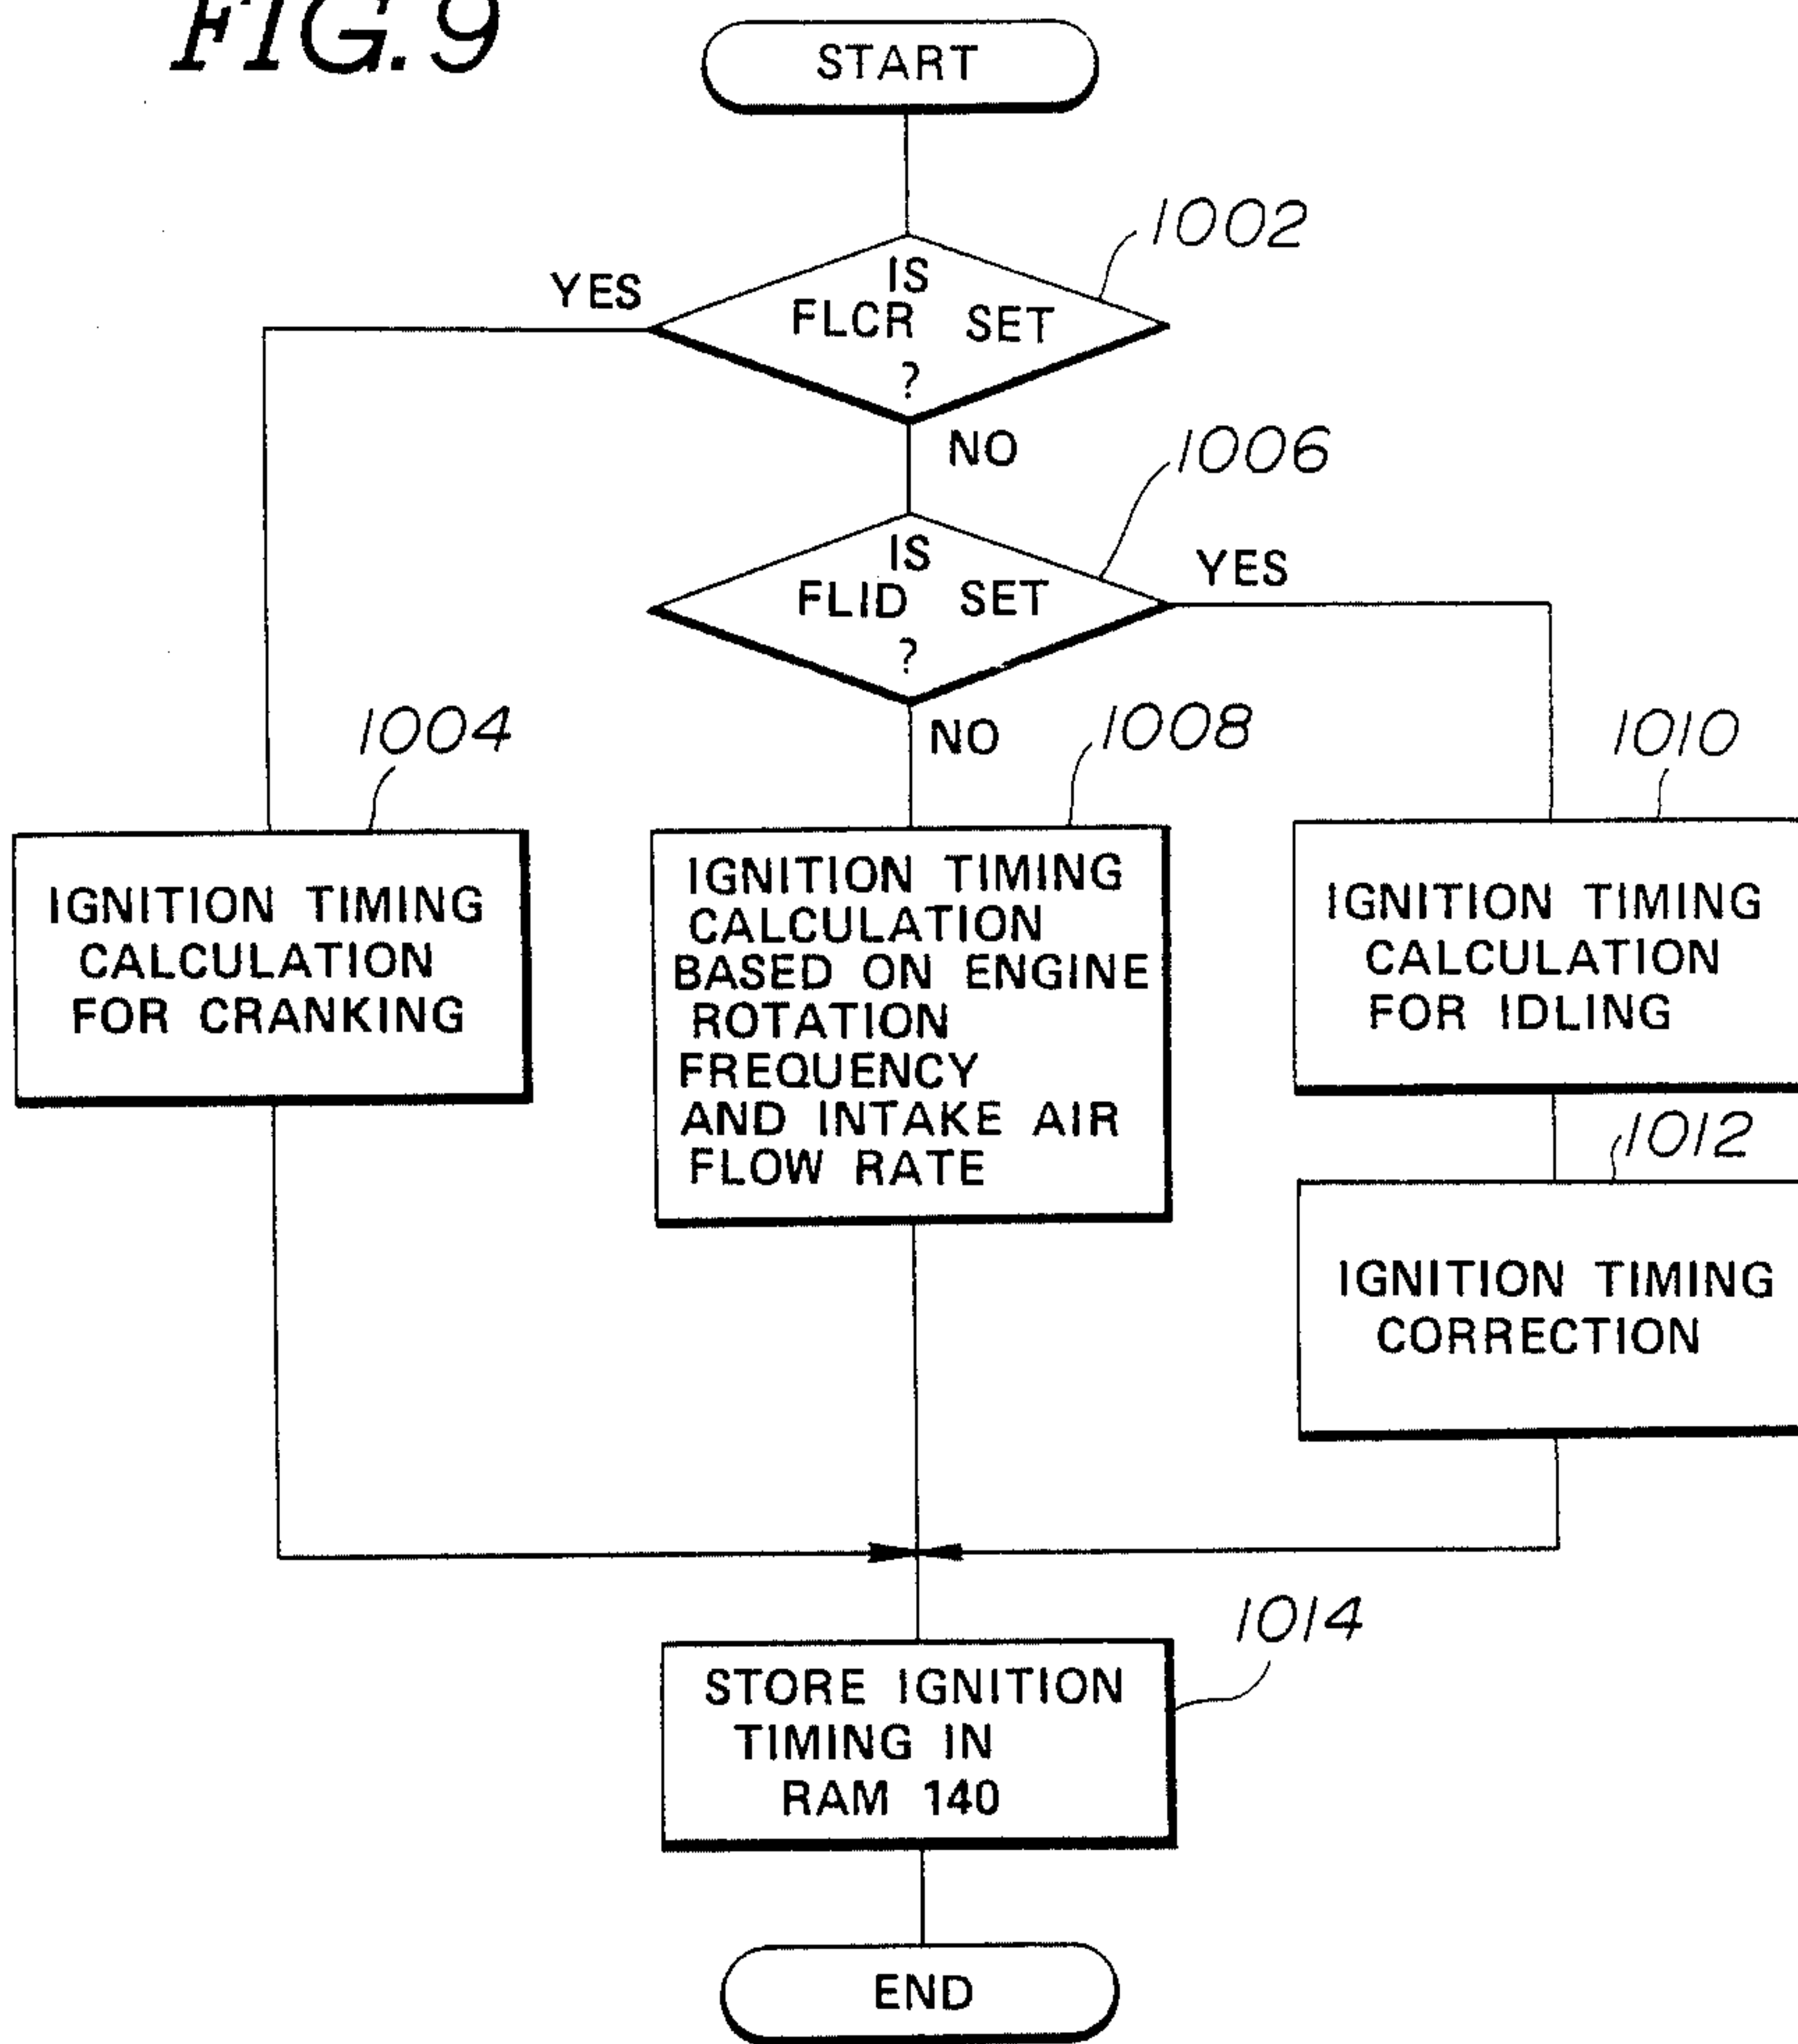 FIG. 9
START
1002
YES
IS
FLCR SET
?
NO
1006
IS
FLID SET
?
YES
NO
1004
1008
1010
IGNITION TIMING
CALCULATION
FOR CRANKING
IGNITION TIMING
CALCULATION
BASED ON ENGINE
ROTATION
FREQUENCY
AND INTAKE AIR
FLOW RATE
IGNITION TIMING
CALCULATION
FOR IDLING
1012
IGNITION TIMING
CORRECTION
1014
STORE IGNITION
TIMING IN
RAM 140
END